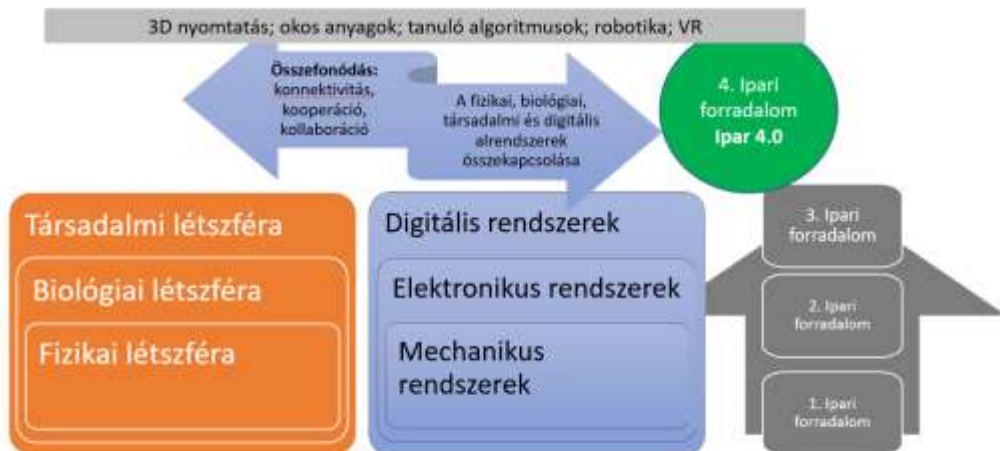 3D nyomtatás; okos anyagok; tanuló algoritmusok; robotika; VR
Összefonódás:
konnektivitás,
kooperáció,
kollaboráció
A fizikai, biológiai,
társadalmi és digitális
alrendszerek
összekapcsolása
4. Ipari
forradalom
Ipar 4.0
Társadalmi létszféra
Biológiai létszféra
Fizikai létszféra
Digitális rendszerek
Elektronikus rendszerek
Mechanikus
rendszerek
3. Ipari
forradalom
2. Ipari
forradalom
1. Ipari
forradalom